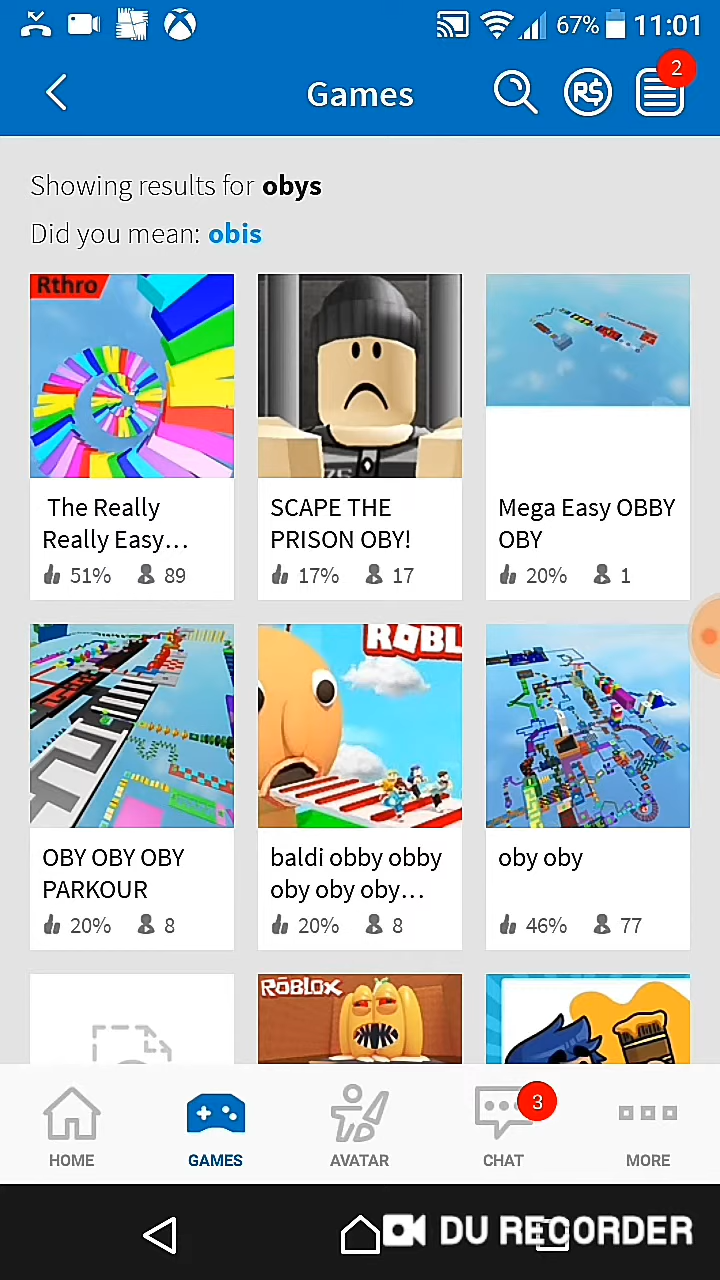 67% 11:01
Games
R$
2
Showing results for obys
Did you mean: obis
Rthro
The Really
Really Easy...
51% 89
SCAPE THE
PRISON OBY!
17% 17
Mega Easy OBBY
OBY
20% 1
OBY OBY OBY
PARKOUR
20% 8
ROBL
baldi obby obby
oby oby oby...
20% 8
oby oby
46% 77
ROBLOX
3
HOME
GAMES
AVATAR
CHAT
MORE
DU RECORDER